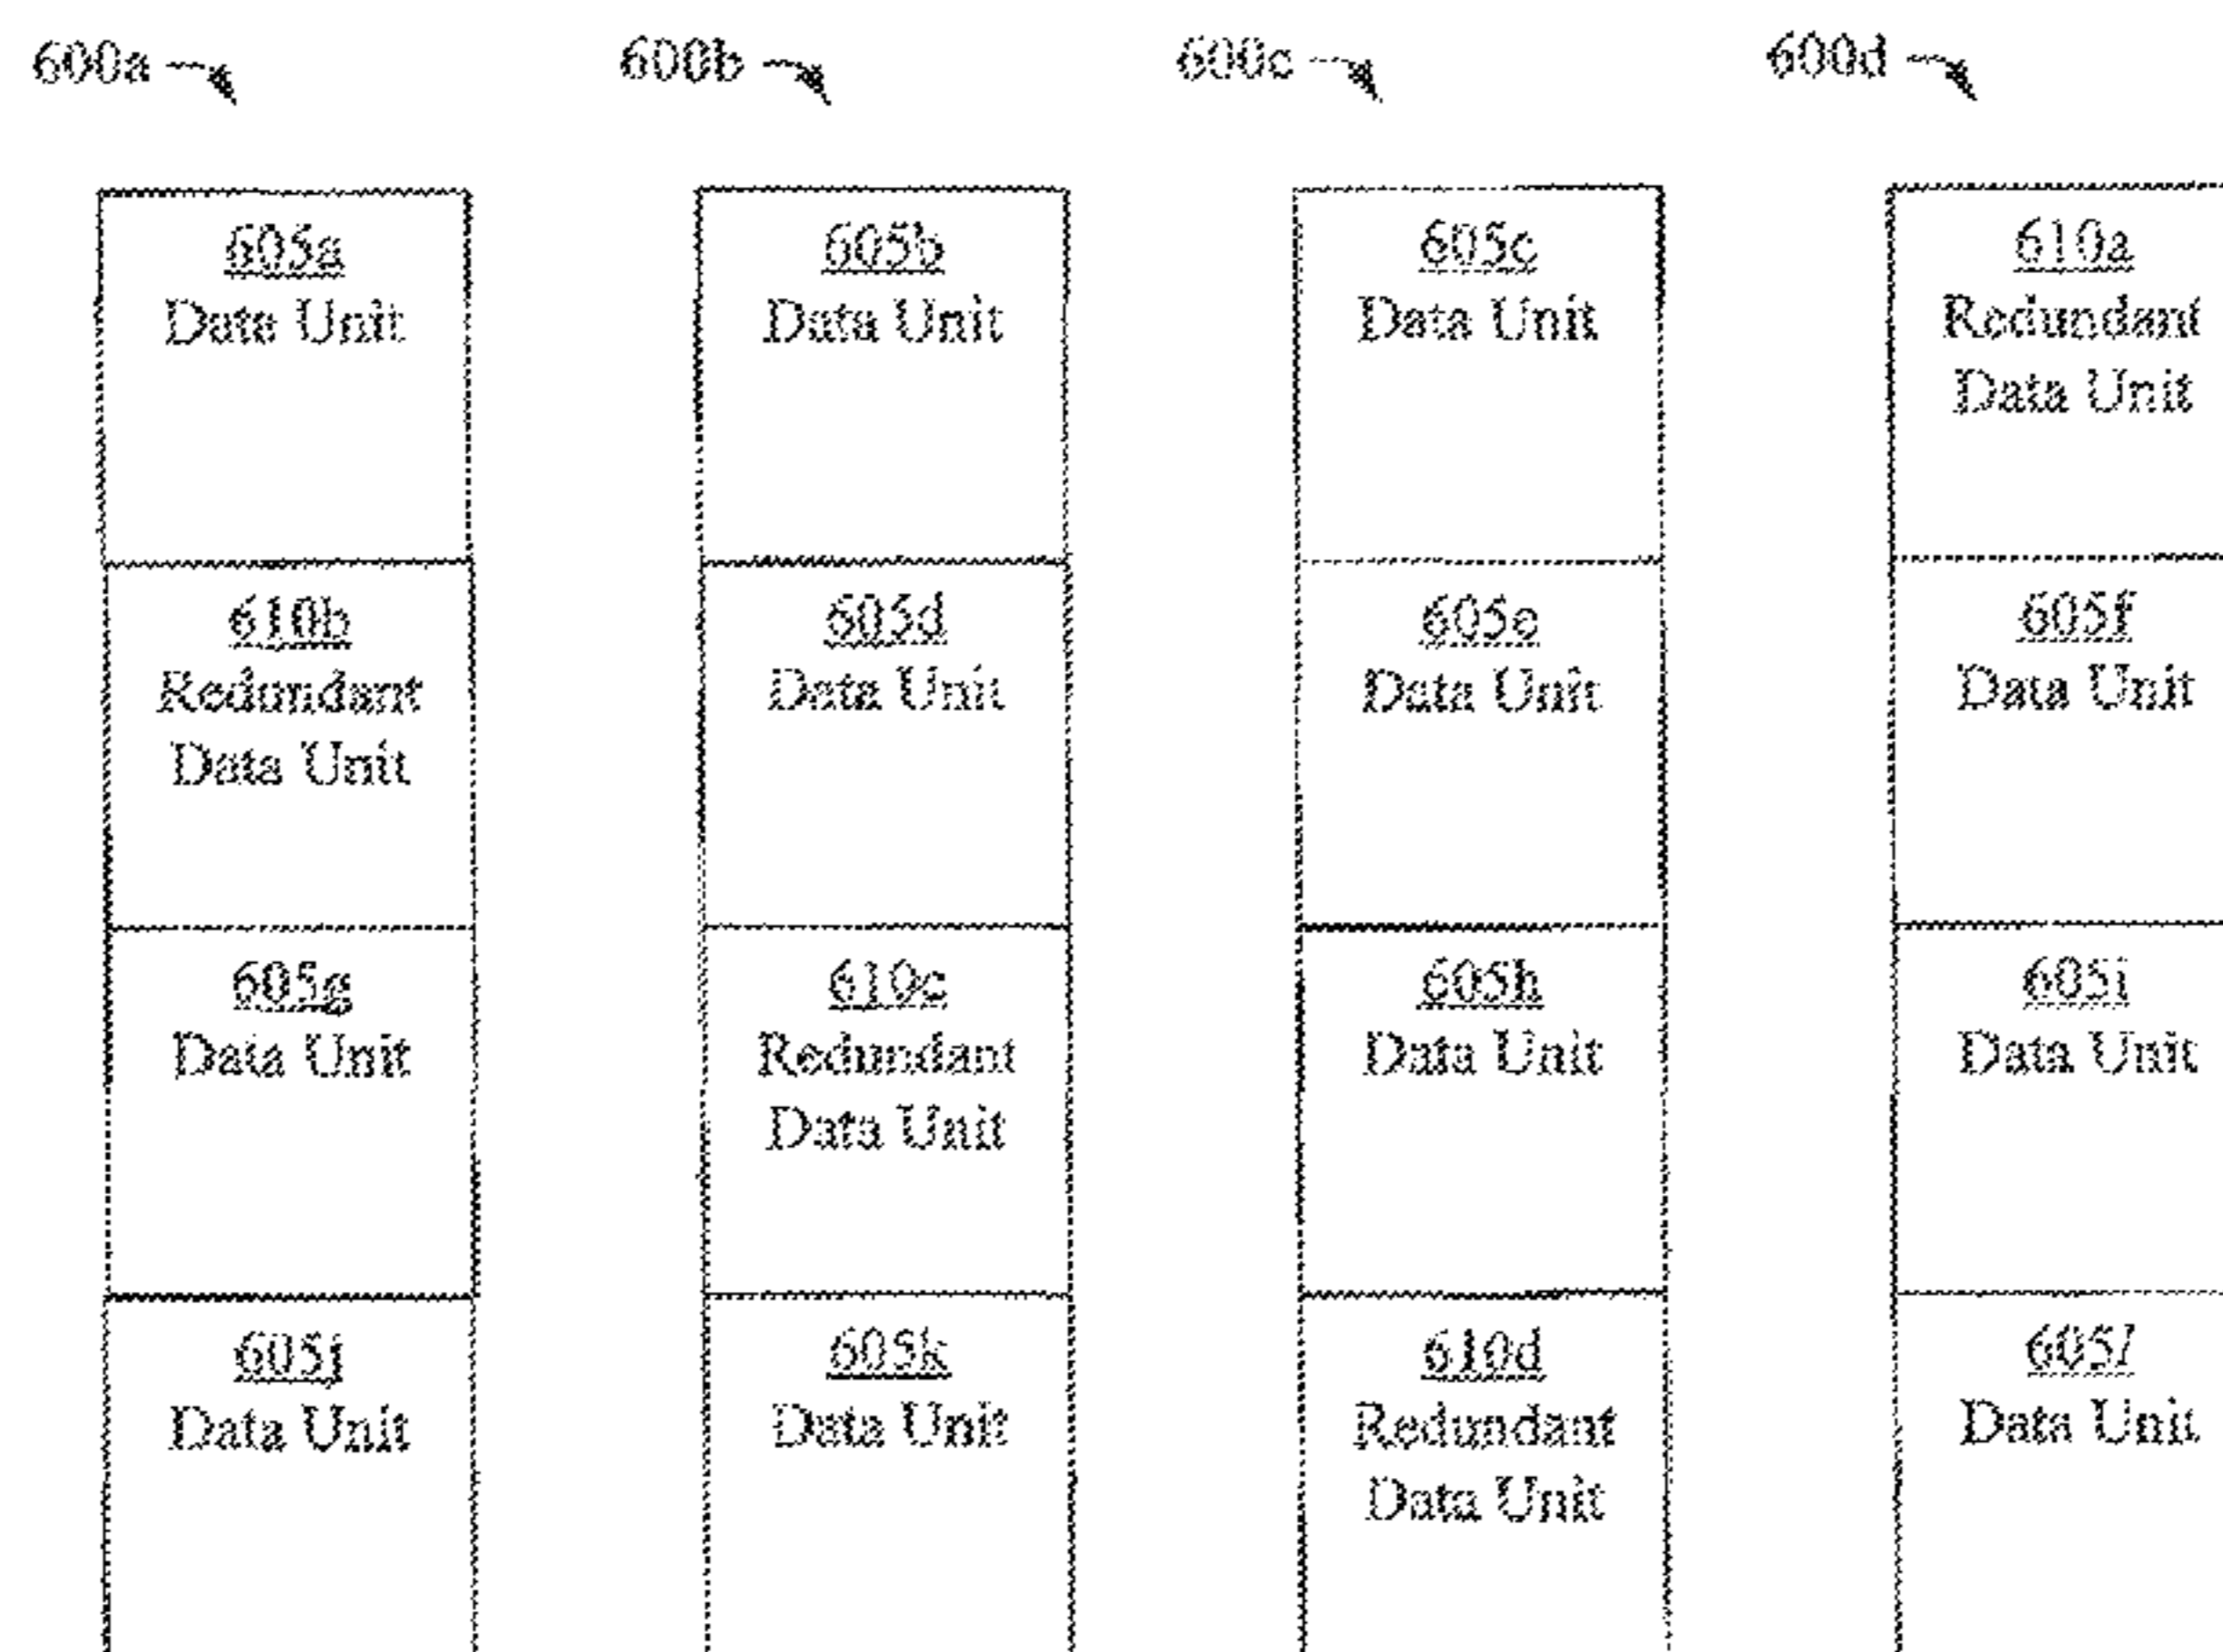 600a
600b
600c
600d
605a
Data Unit
605b
Data Unit
605c
Data Unit
610a
Redundant
Data Unit
610b
Redundant
Data Unit
605d
Data Unit
605e
Data Unit
605f
Data Unit
605g
Data Unit
610c
Redundant
Data Unit
605h
Data Unit
605i
Data Unit
605j
Data Unit
605k
Data Unit
610d
Redundant
Data Unit
605l
Data Unit